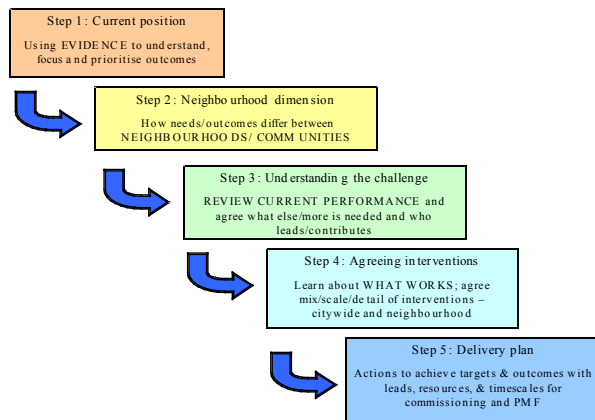 Step 1: Current position
Using EVIDENCE to understand,
focus and prioritise outcomes
Step 2: Neighbourhood dimension
How needs/outcomes differ between
NEIGHBOURHOODS/ COMMUNITIES
Step 3: Understanding the challenge
REVIEW CURRENT PERFORMANCE and
agree what else/more is needed and who
leads/contributes
Step 4: Agreeing interventions
Learn about WHAT WORKS; agree
mix/scale/detail of interventions –
citywide and neighbourhood
Step 5: Delivery plan
Actions to achieve targets & outcomes with
leads, resources, & timescales for
commissioning and PMF